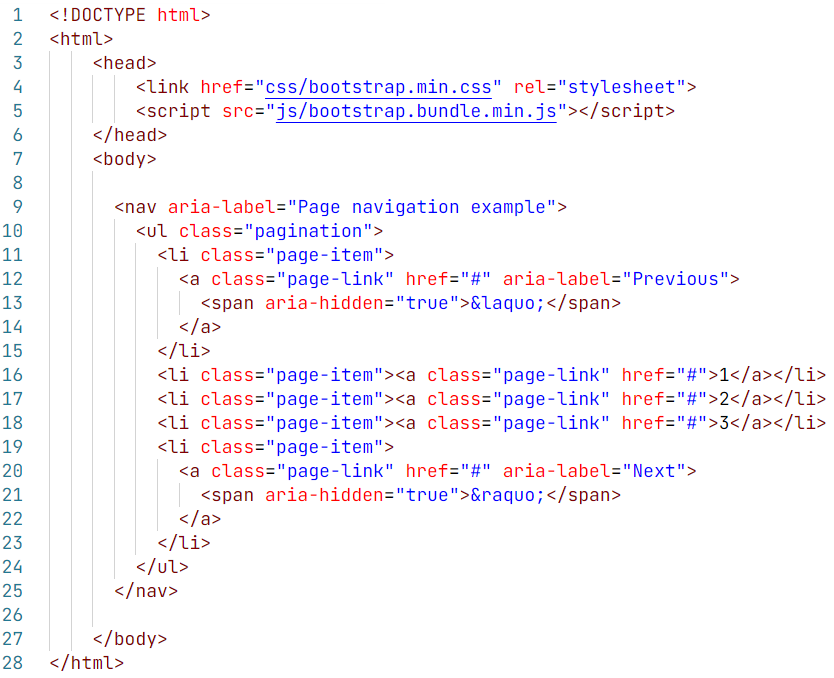 1 <!DOCTYPE html>
2 <html>
3     <head>
4         <link href="css/bootstrap.min.css" rel="stylesheet">
5         <script src="js/bootstrap.bundle.min.js"></script>
6     </head>
7     <body>
8
9       <nav aria-label="Page navigation example">
10         <ul class="pagination">
11           <li class="page-item">
12             <a class="page-link" href="#" aria-label="Previous">
13               <span aria-hidden="true">&laquo;</span>
14             </a>
15           </li>
16           <li class="page-item"><a class="page-link" href="#">1</a></li>
17           <li class="page-item"><a class="page-link" href="#">2</a></li>
18           <li class="page-item"><a class="page-link" href="#">3</a></li>
19           <li class="page-item">
20             <a class="page-link" href="#" aria-label="Next">
21               <span aria-hidden="true">&raquo;</span>
22             </a>
23           </li>
24         </ul>
25       </nav>
26
27     </body>
28 </html>